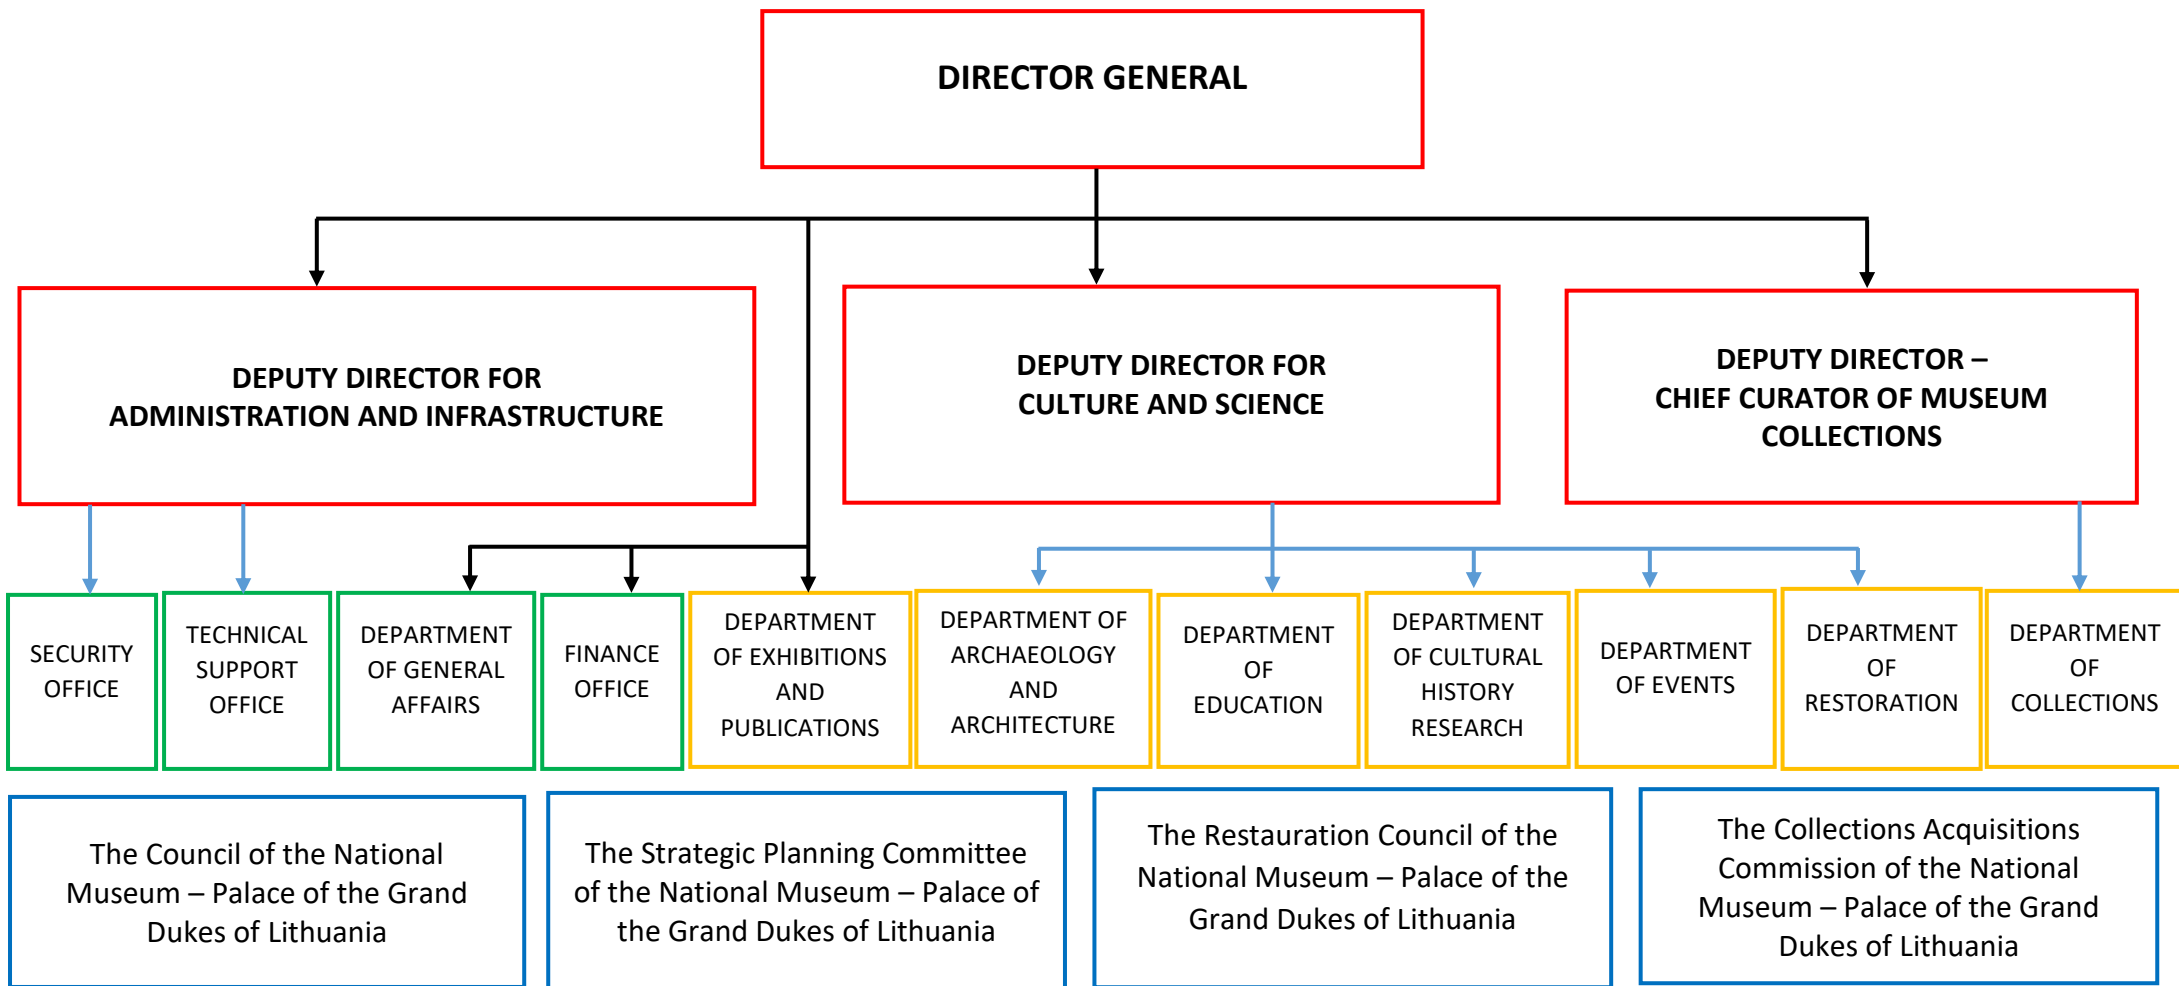 DIRECTOR GENERAL
DEPUTY DIRECTOR FOR
ADMINISTRATION AND INFRASTRUCTURE
DEPUTY DIRECTOR FOR
CULTURE AND SCIENCE
DEPUTY DIRECTOR –
CHIEF CURATOR OF MUSEUM
COLLECTIONS
SECURITY
OFFICE
TECHNICAL
SUPPORT
OFFICE
DEPARTMENT
OF GENERAL
AFFAIRS
FINANCE
OFFICE
DEPARTMENT
OF EXHIBITIONS
AND
PUBLICATIONS
DEPARTMENT OF
ARCHAEOLOGY
AND
ARCHITECTURE
DEPARTMENT
OF
EDUCATION
DEPARTMENT
OF CULTURAL
HISTORY
RESEARCH
DEPARTMENT
OF EVENTS
DEPARTMENT
OF
RESTORATION
DEPARTMENT
OF
COLLECTIONS
The Council of the National
Museum – Palace of the Grand
Dukes of Lithuania
The Strategic Planning Committee
of the National Museum – Palace of
the Grand Dukes of Lithuania
The Restauration Council of the
National Museum – Palace of the
Grand Dukes of Lithuania
The Collections Acquisitions
Commission of the National
Museum – Palace of the Grand
Dukes of Lithuania